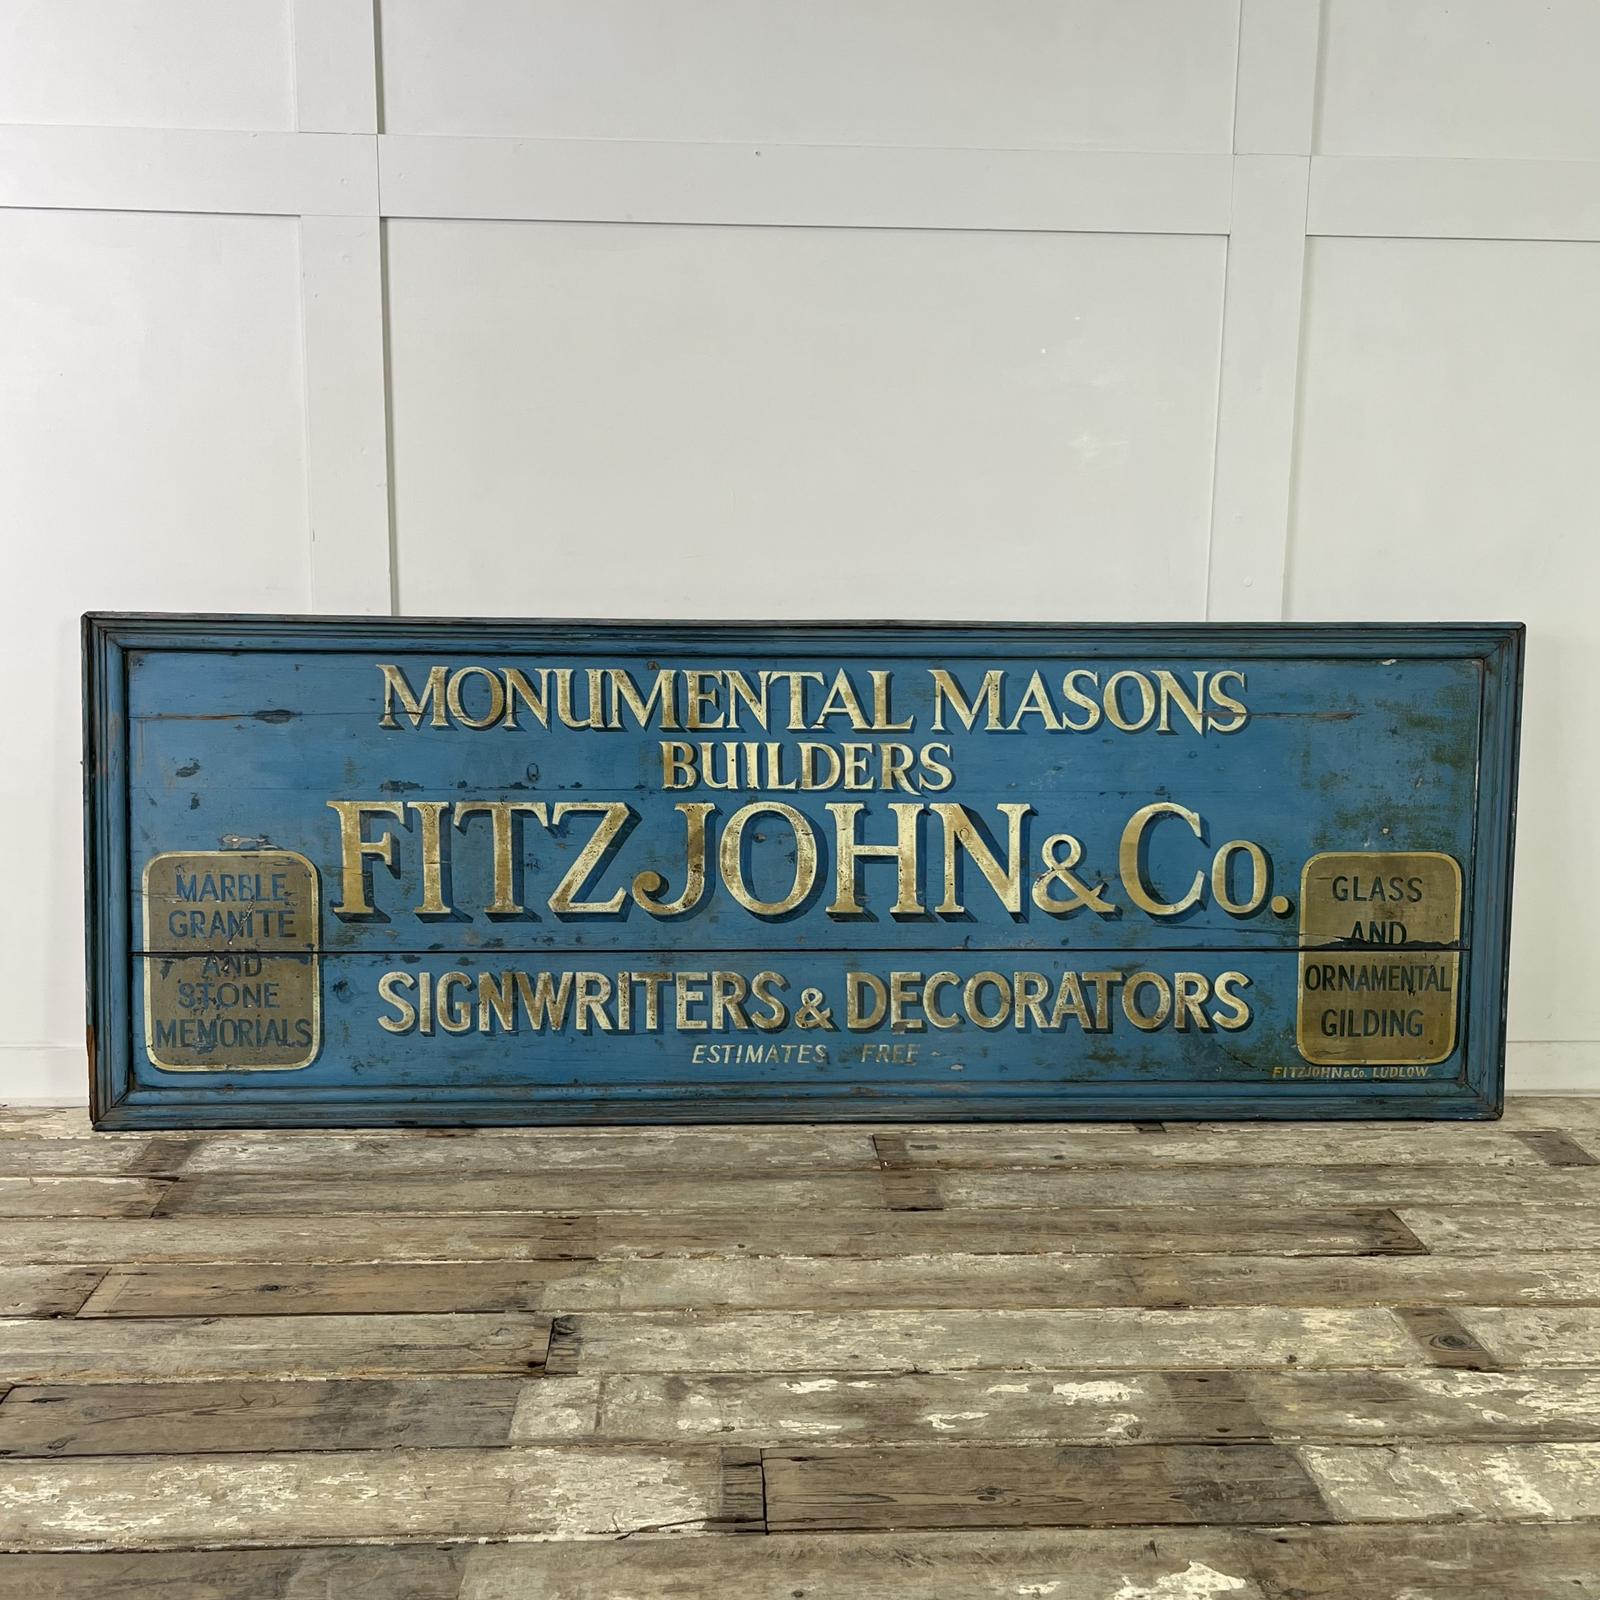 MONUMENTAL MASONS
BUILDERS
FITZJOHN & Co.
MARBLE
GRANITE
AND
STONE
MEMORIALS
GLASS
AND
ORNAMENTAL
GILDING
SIGNWRITERS & DECORATORS
ESTIMATES FREE ~
FITZJOHN & Co. LUDLOW.